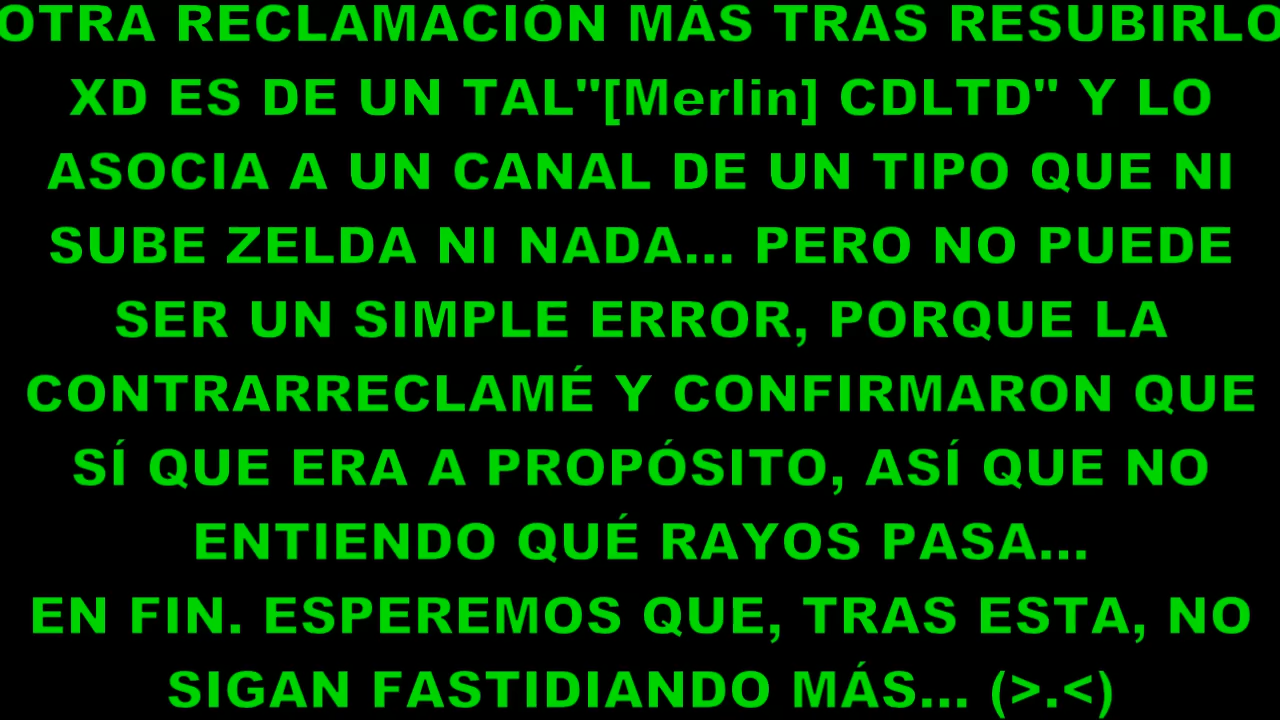 OTRA RECLAMACIÓN MÁS TRAS RESUBIRLO
XD ES DE UN TAL"[Merlin] CDLTD" Y LO
ASOCIA A UN CANAL DE UN TIPO QUE NI
SUBE ZELDA NI NADA... PERO NO PUEDE
SER UN SIMPLE ERROR, PORQUE LA
CONTRARRECLAMÉ Y CONFIRMARON QUE
SÍ QUE ERA A PROPÓSITO, ASÍ QUE NO
ENTIENDO QUÉ RAYOS PASA...
EN FIN. ESPEREMOS QUE, TRAS ESTA, NO
SIGAN FASTIDIANDO MÁS... (>.<)